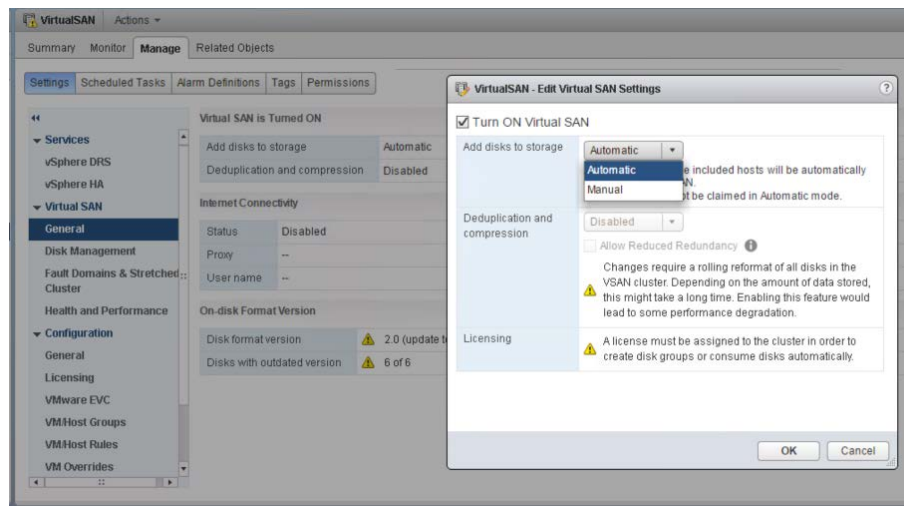 VirtualSAN Actions
Summary Monitor Manage Related Objects
Settings Scheduled Tasks Alarm Definitions Tags Permissions
Services
vSphere DRS
vSphere HA
Virtual SAN
General
Disk Management
Fault Domains & Stretched
Cluster
Health and Performance
Configuration
General
Licensing
VMware EVC
VM/Host Groups
VM/Host Rules
VM Overrides
Virtual SAN is Turned ON
Add disks to storage Automatic
Deduplication and compression Disabled
Internet Connectivity
Status Disabled
Proxy --
User name --
On-disk Format Version
Disk format version 2.0 (update
Disks with outdated version 6 of 6
VirtualSAN - Edit Virtual SAN Settings ?
Turn ON Virtual SAN
Add disks to storage Automatic
Automatic
Manual
included hosts will be automatically
be claimed in Automatic mode.
Deduplication and
compression
Disabled
Allow Reduced Redundancy
Changes require a rolling reformat of all disks in the
VSAN cluster. Depending on the amount of data stored,
this might take a long time. Enabling this feature would
lead to some performance degradation.
Licensing
A license must be assigned to the cluster in order to
create disk groups or consume disks automatically.
OK Cancel